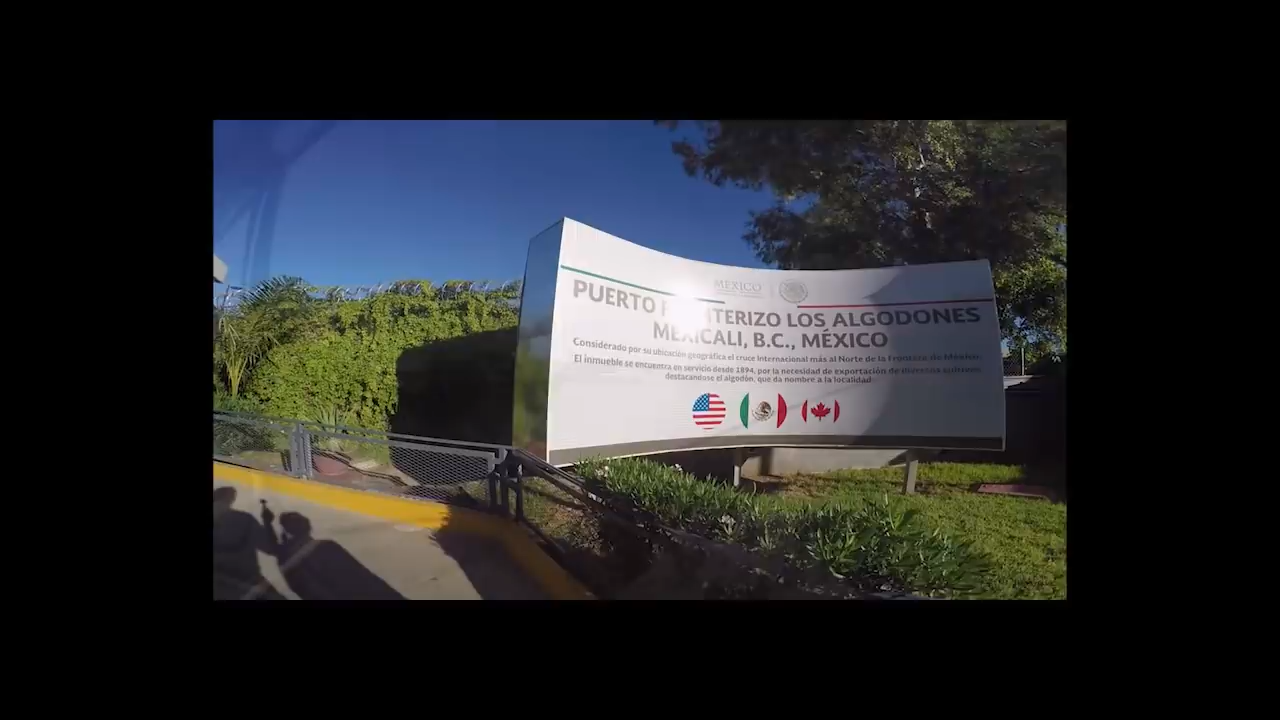 MÉXICO
PUERTO TERIZO LOS ALGODONES
MEXICALI, B.C., MÉXICO
Considerado por su ubicación geográfica el cruce Internacional más al Norte de la Frontera de México.
El inmueble se encuentra en servicio desde 1894, por la necesidad de exportación de diversos cultivos,
destacandose el algodón, que da nombre a la localidad.